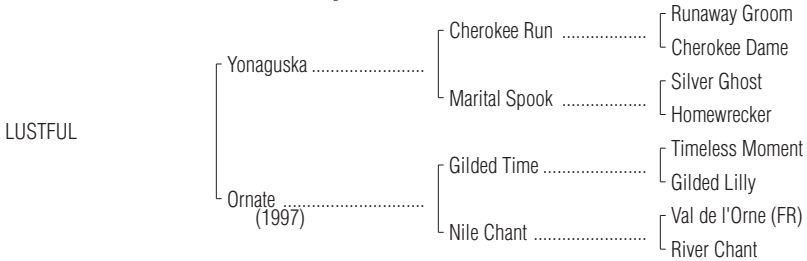 Runaway Groom
Cherokee Run ..................
Cherokee Dame
Yonaguska ........................
Silver Ghost
Marital Spook ..................
Homewrecker
LUSTFUL
Timeless Moment
Gilded Time ......................
Gilded Lilly
Ornate ..............................
(1997)
Val de l'Orne (FR)
Nile Chant ........................
River Chant